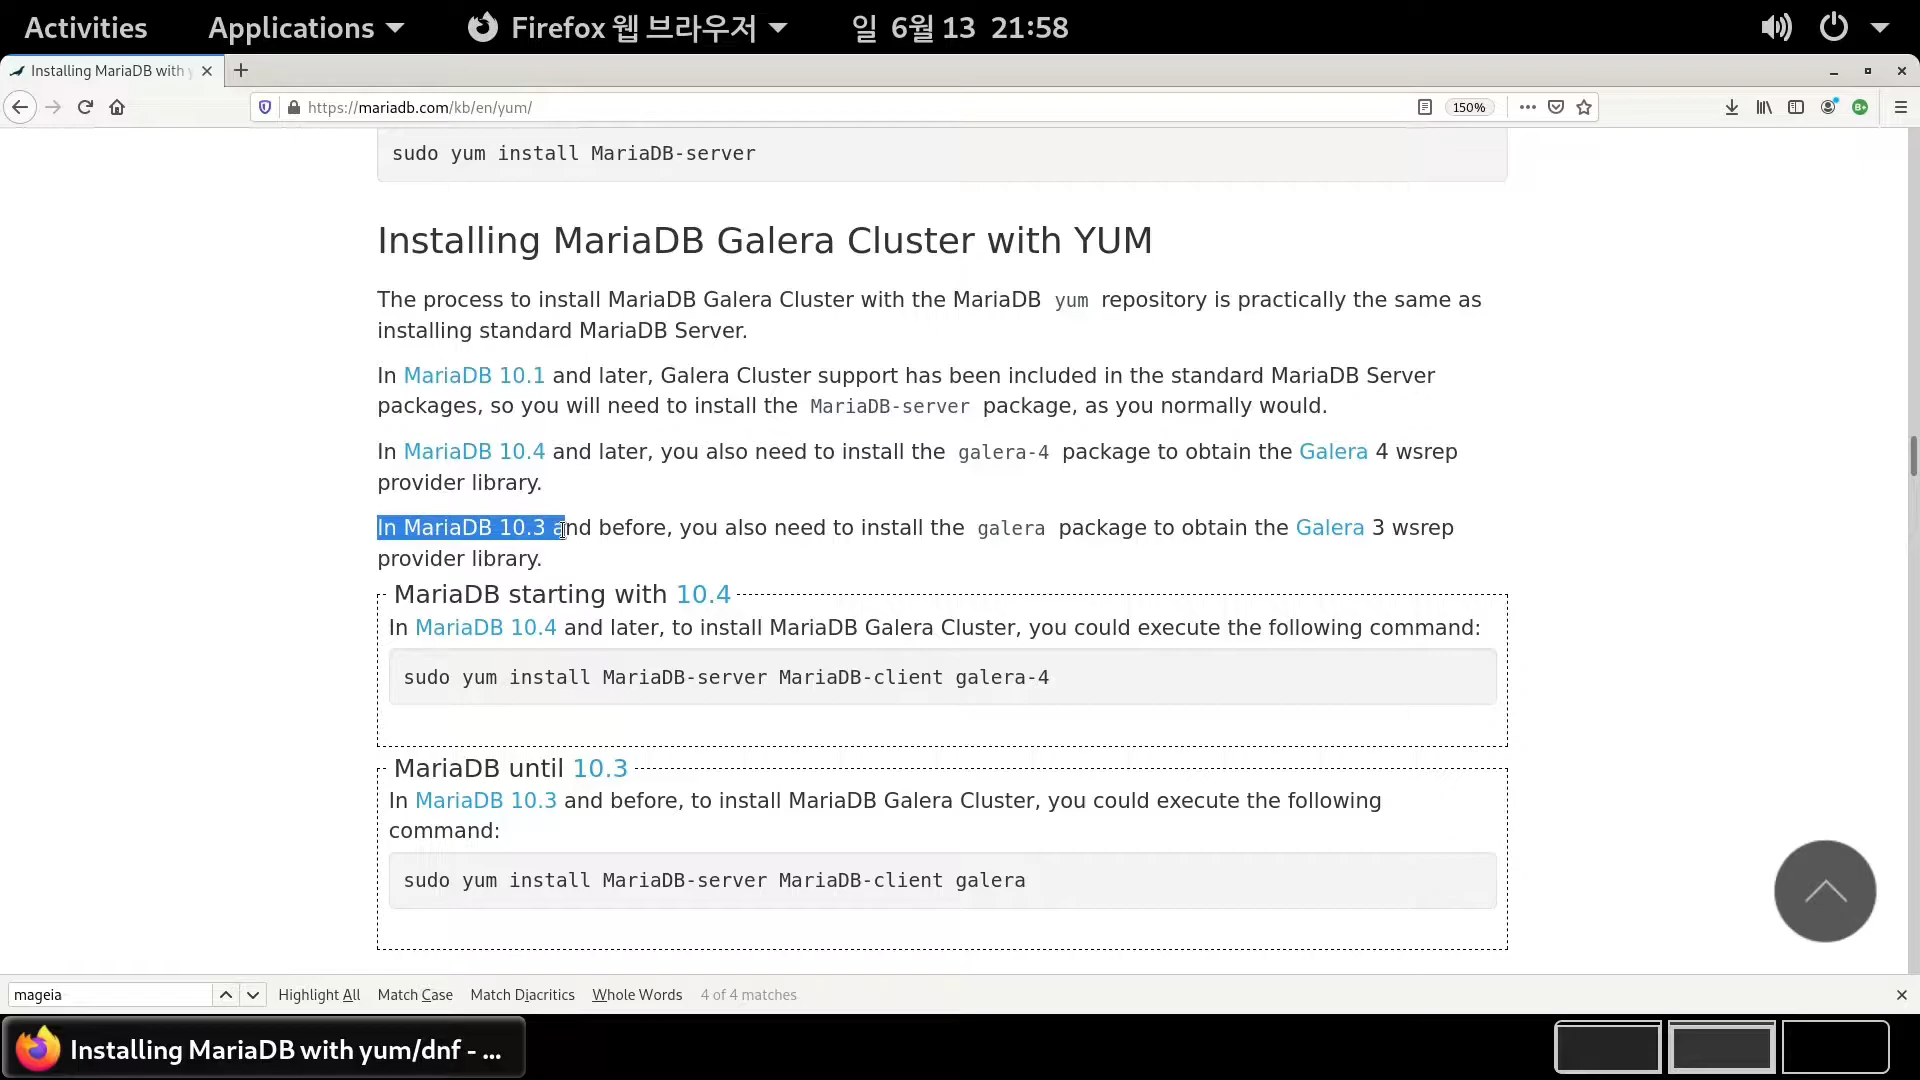 Activities Applications Firefox 웹 브라우저 일 6월 13 21:58
Installing MariaDB with y
https://mariadb.com/kb/en/yum/ 150%
sudo yum install MariaDB-server
Installing MariaDB Galera Cluster with YUM
The process to install MariaDB Galera Cluster with the MariaDB yum repository is practically the same as
installing standard MariaDB Server.
In MariaDB 10.1 and later, Galera Cluster support has been included in the standard MariaDB Server
packages, so you will need to install the MariaDB-server package, as you normally would.
In MariaDB 10.4 and later, you also need to install the galera-4 package to obtain the Galera 4 wsrep
provider library.
In MariaDB 10.3 and before, you also need to install the galera package to obtain the Galera 3 wsrep
provider library.
MariaDB starting with 10.4
In MariaDB 10.4 and later, to install MariaDB Galera Cluster, you could execute the following command:
sudo yum install MariaDB-server MariaDB-client galera-4
MariaDB until 10.3
In MariaDB 10.3 and before, to install MariaDB Galera Cluster, you could execute the following
command:
sudo yum install MariaDB-server MariaDB-client galera
mageia Highlight All Match Case Match Diacritics Whole Words 4 of 4 matches
Installing MariaDB with yum/dnf - ...